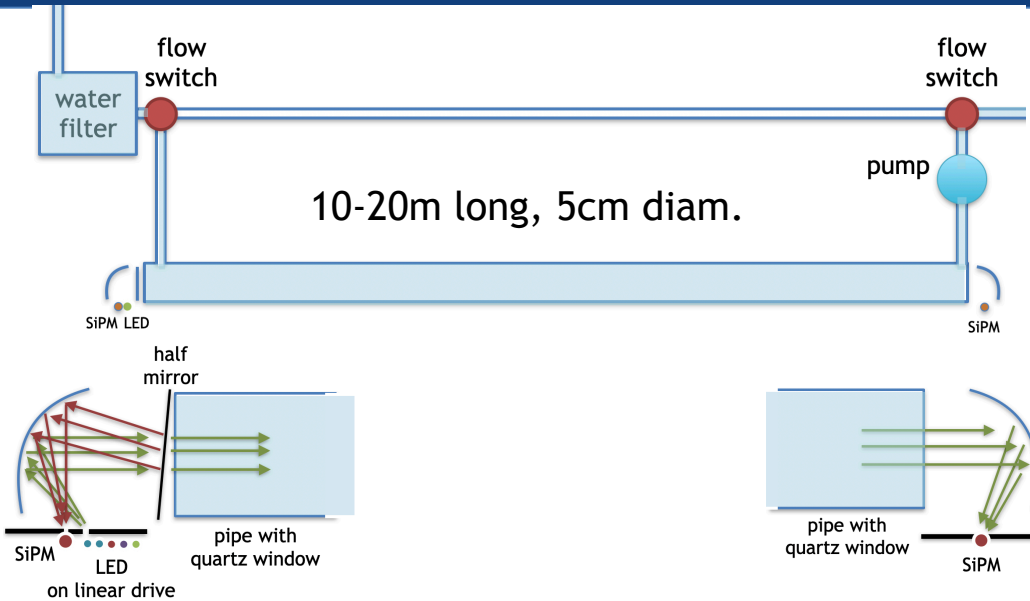 flow
switch
flow
switch
water
filter
pump
10-20m long, 5cm diam.
SiPM LED
SiPM
half
mirror
SiPM
LED
on linear drive
pipe with
quartz window
pipe with
quartz window
SiPM